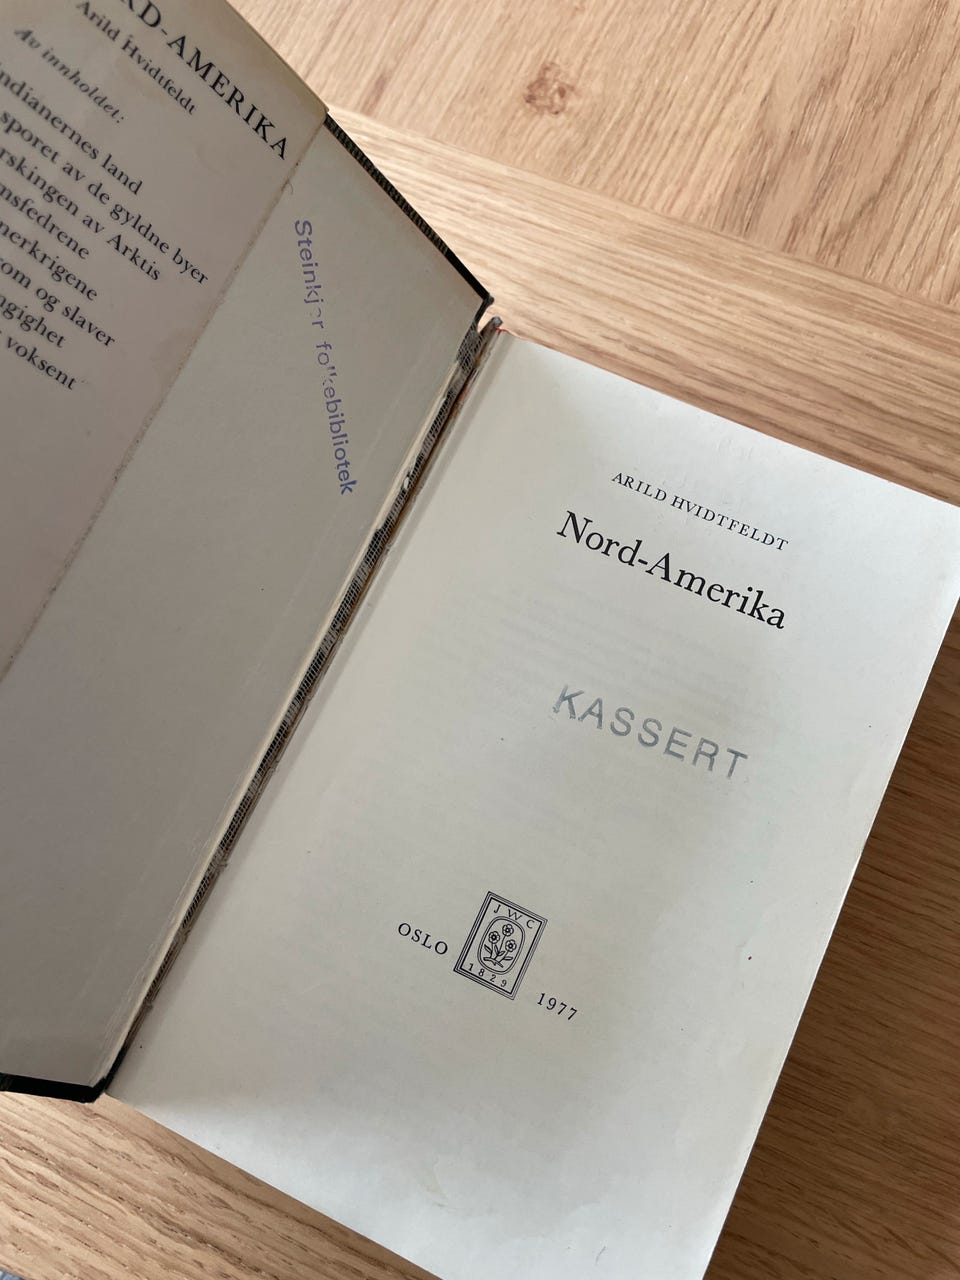 RD-AMERIKA
Arild Hvidtfeldt
Av innholdet:
ndianernes land
sporet av de gyldne byer
rskingen av Arktis
nsfedrene
nerkrigene
om og slaver
ngighet
voksent
Steinkjer folkebibliotek
ARILD HVIDTFELDT
Nord-Amerika
KASSERT
JWC
OSLO
1829
1977